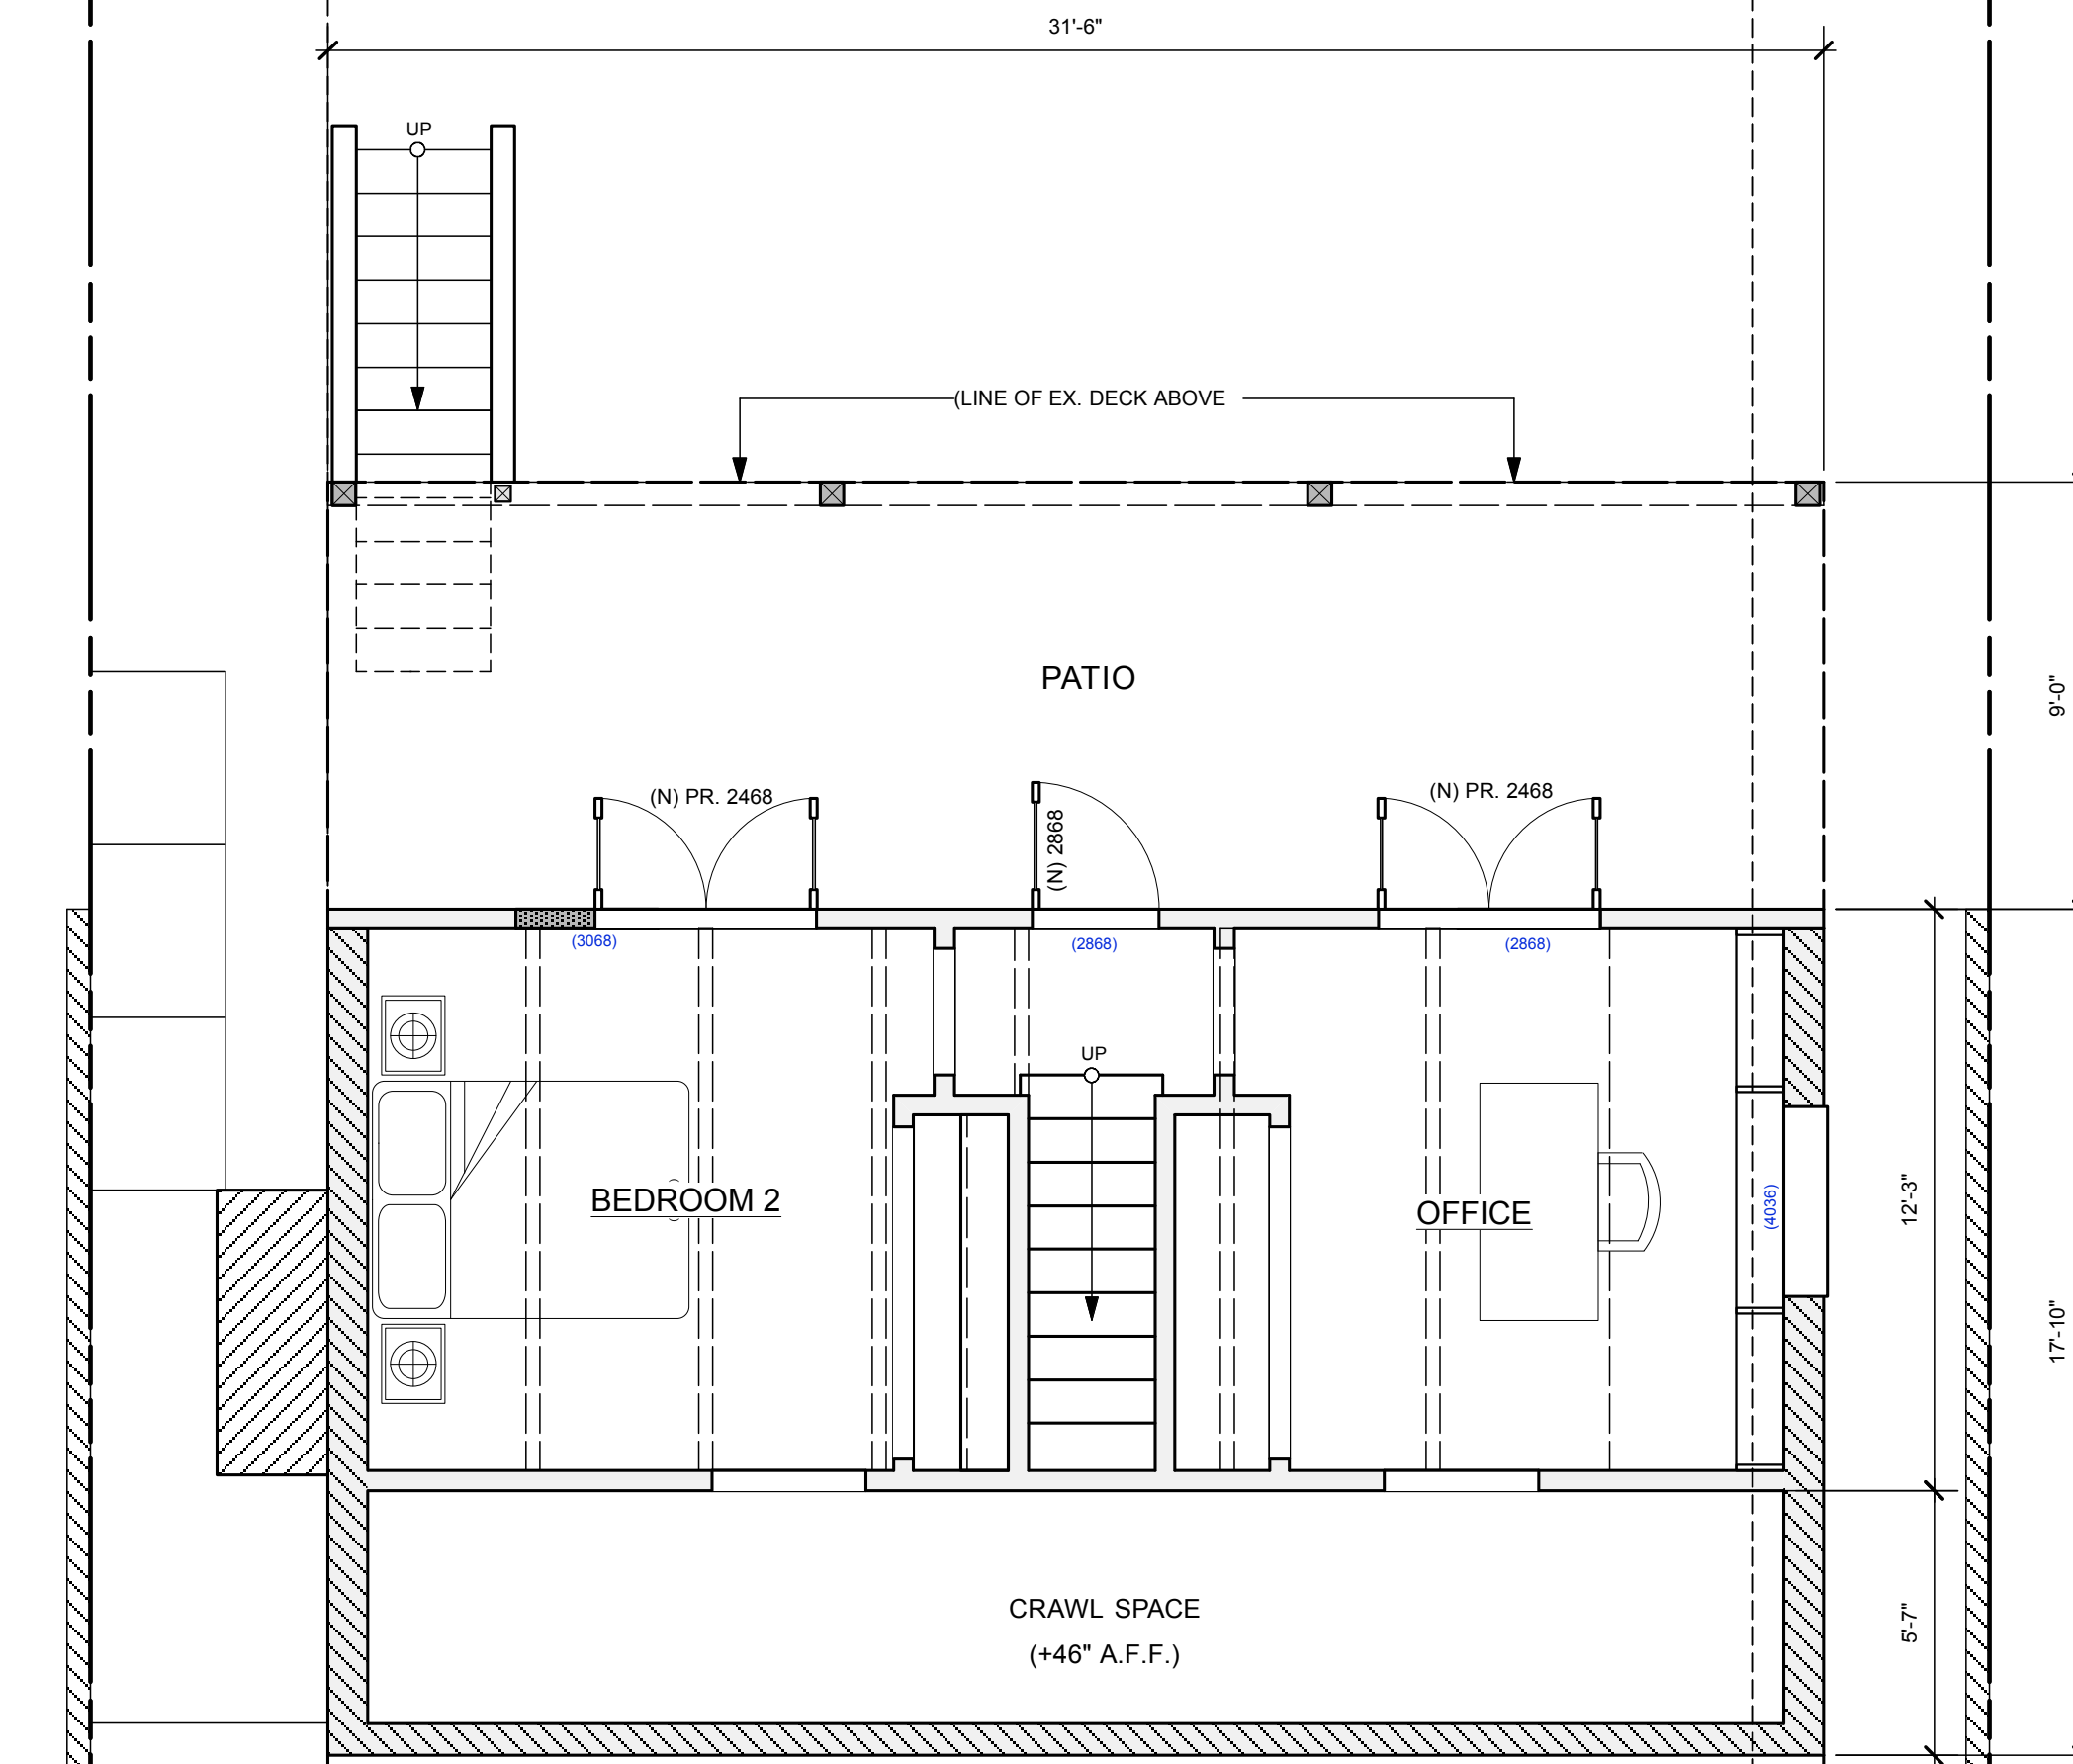 31'-6"
UP
(LINE OF EX. DECK ABOVE
PATIO
9'-0"
(N) PR. 2468
(N) 2868
(N) PR. 2468
(3068)
(2868)
(2868)
UP
BEDROOM 2
OFFICE
(4036)
12'-3"
17'-10"
CRAWL SPACE
(+46" A.F.F.)
5'-7"